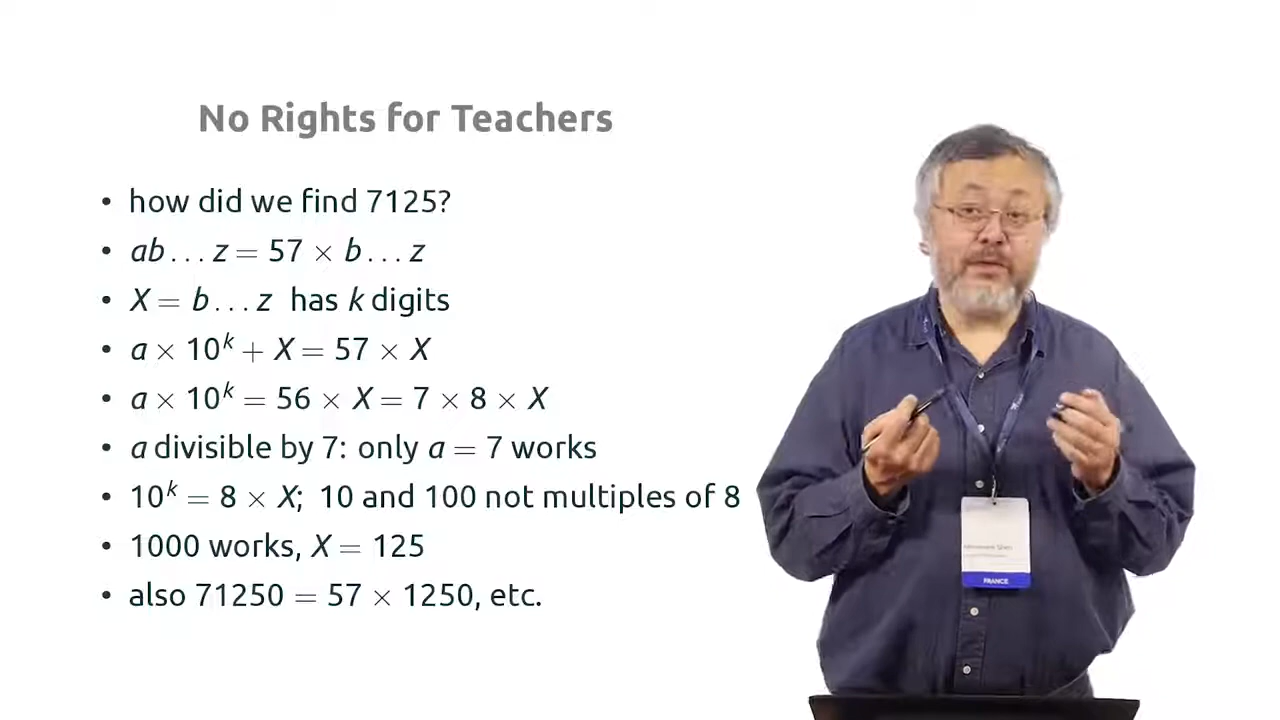 No Rights for Teachers
• how did we find 7125?
• ab...z = 57 × b...z
• X = b...z has k digits
• a × 10^k + X = 57 × X
• a × 10^k = 56 × X = 7 × 8 × X
• a divisible by 7: only a = 7 works
• 10^k = 8 × X; 10 and 100 not multiples of 8
• 1000 works, X = 125
• also 71250 = 57 × 1250, etc.
FRANCE